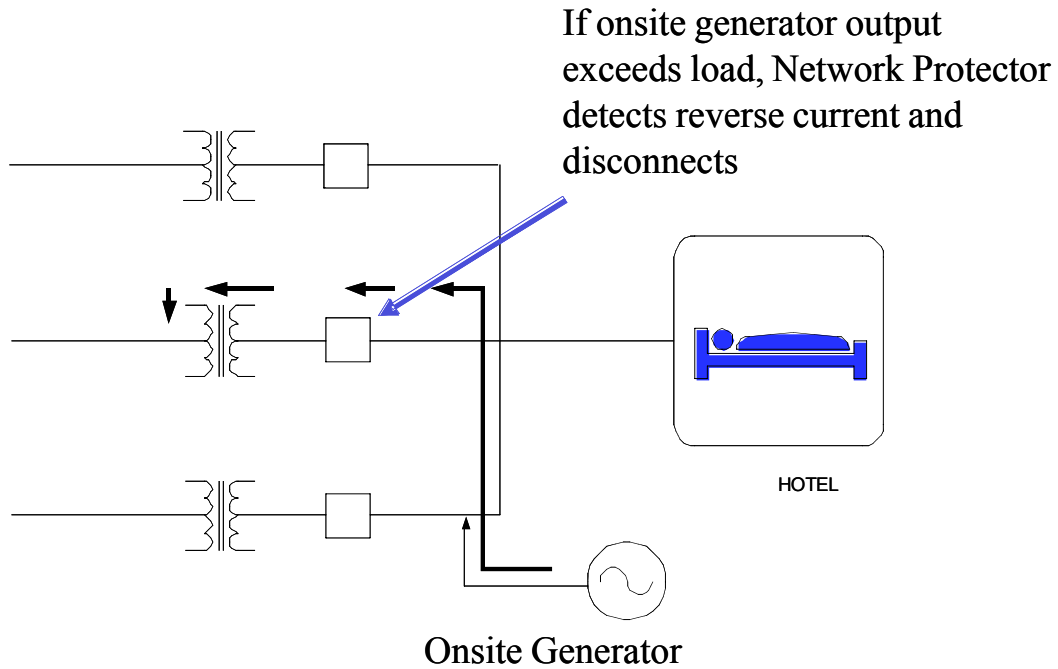 If onsite generator output
exceeds load, Network Protector
detects reverse current and
disconnects
HOTEL
Onsite Generator